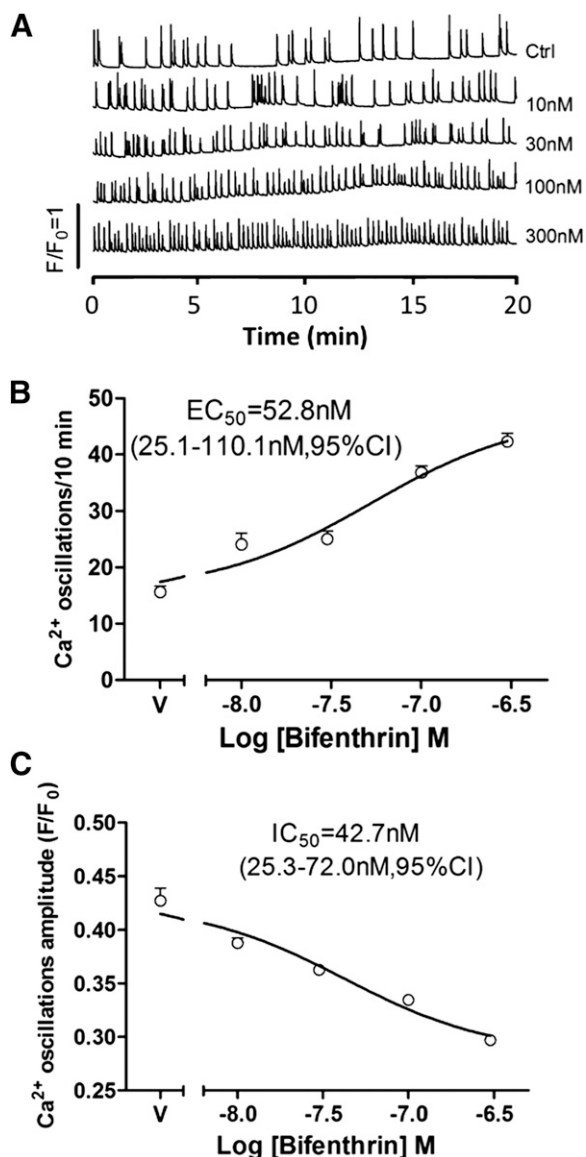 A
Ctrl
10nM
30nM
100nM
300nM
F/F₀=1
0 5 10 15 20
Time (min)
B
EC₅₀=52.8nM
(25.1-110.1nM,95%CI)
Ca²⁺ oscillations/10 min
50
40
30
20
10
0
V -8.0 -7.5 -7.0 -6.5
Log [Bifenthrin] M
C
IC₅₀=42.7nM
(25.3-72.0nM,95%CI)
Ca²⁺ oscillations amplitude (F/F₀)
0.50
0.45
0.40
0.35
0.30
0.25
V -8.0 -7.5 -7.0 -6.5
Log [Bifenthrin] M